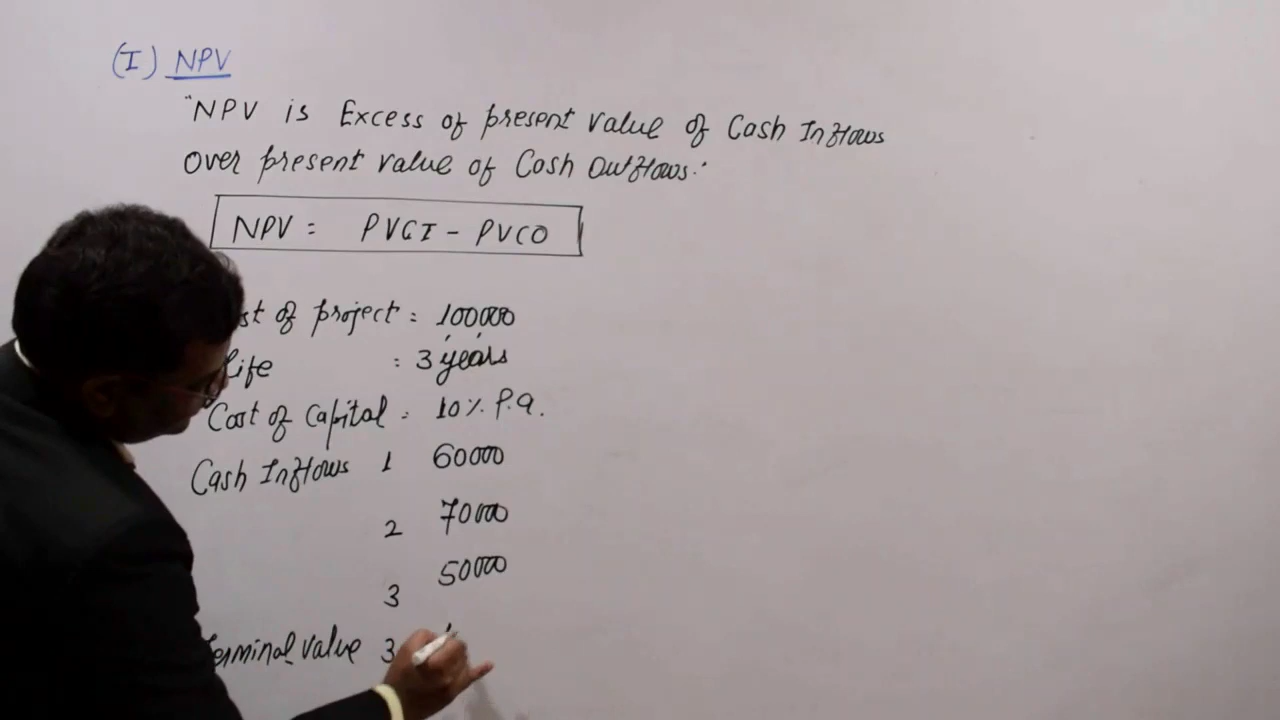 (I) NPV
"NPV is Excess of present value of Cash Inflows
over present value of Cash Outflows."
NPV = PVCI - PVCO
st of project = 100000
Life = 3 years
Cost of Capital = 10% P.a.
Cash Inflows 1 60000
2 70000
3 50000
erminal value 3